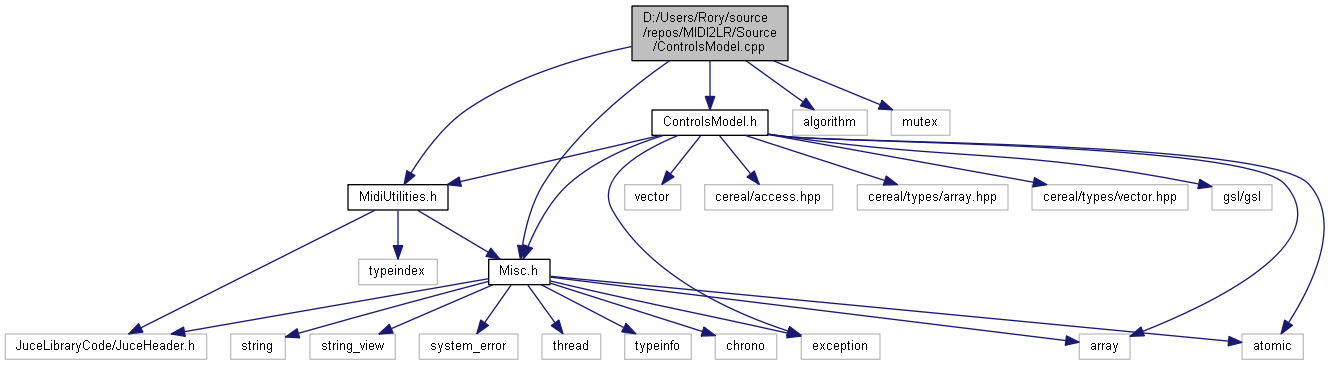 D:/Users/Rory/source
/repos/MIDI2LR/Source
/ControlsModel.cpp
ControlsModel.h
algorithm
mutex
MidiUtilities.h
vector
cereal/access.hpp
cereal/types/array.hpp
cereal/types/vector.hpp
gsl/gsl
typeindex
Misc.h
JuceLibraryCode/JuceHeader.h
string
string_view
system_error
thread
typeinfo
chrono
exception
array
atomic